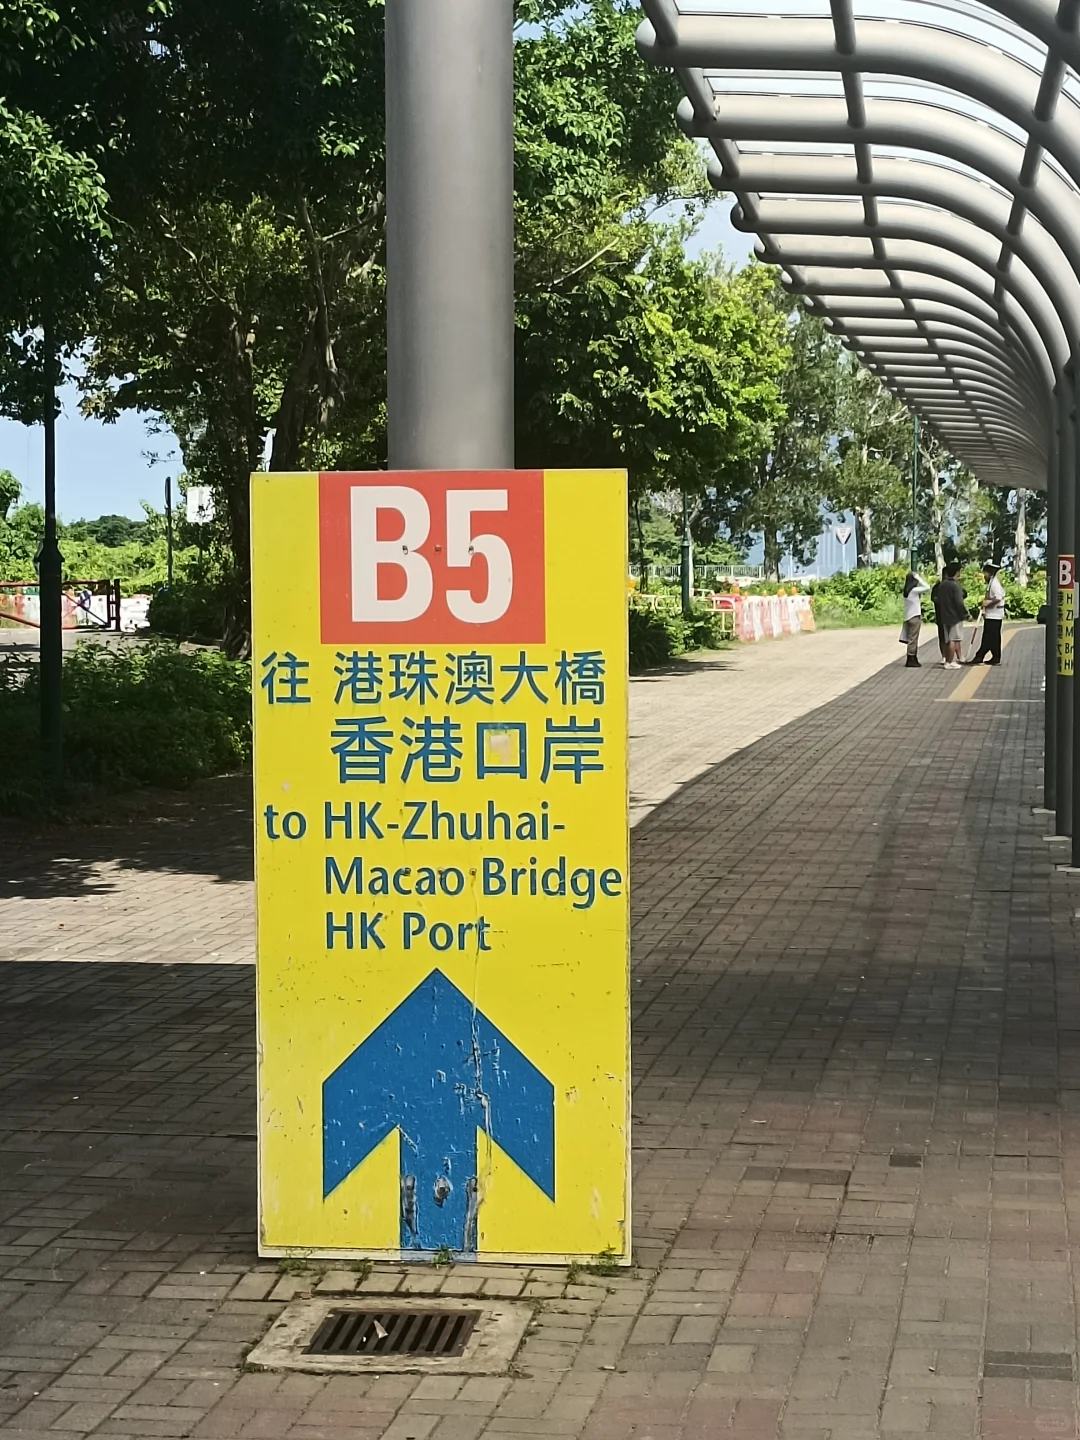 B5
往 港珠澳大橋
香港口岸
to HK-Zhuhai-
Macao Bridge
HK Port